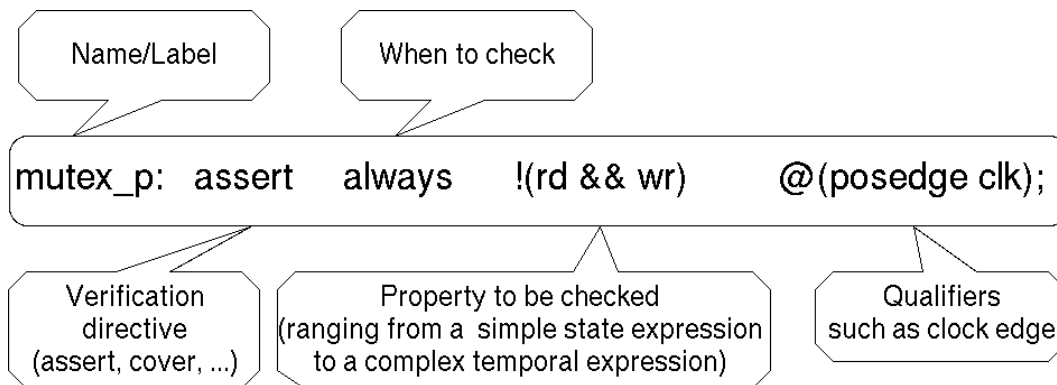 Name/Label
When to check
mutex_p: assert always !(rd && wr) @(posedge clk);
Verification
directive
(assert, cover, ...)
Property to be checked
(ranging from a simple state expression
to a complex temporal expression)
Qualifiers
such as clock edge